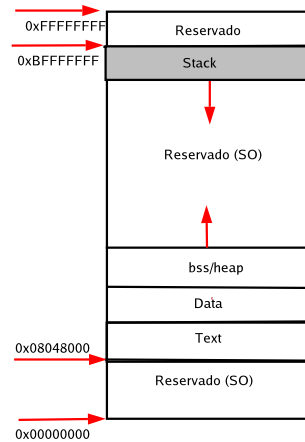 0xFFFFFFFF
Reservado
0xBFFFFFFF
Stack
Reservado (SO)
bss/heap
Data
Text
0x08048000
Reservado (SO)
0x00000000